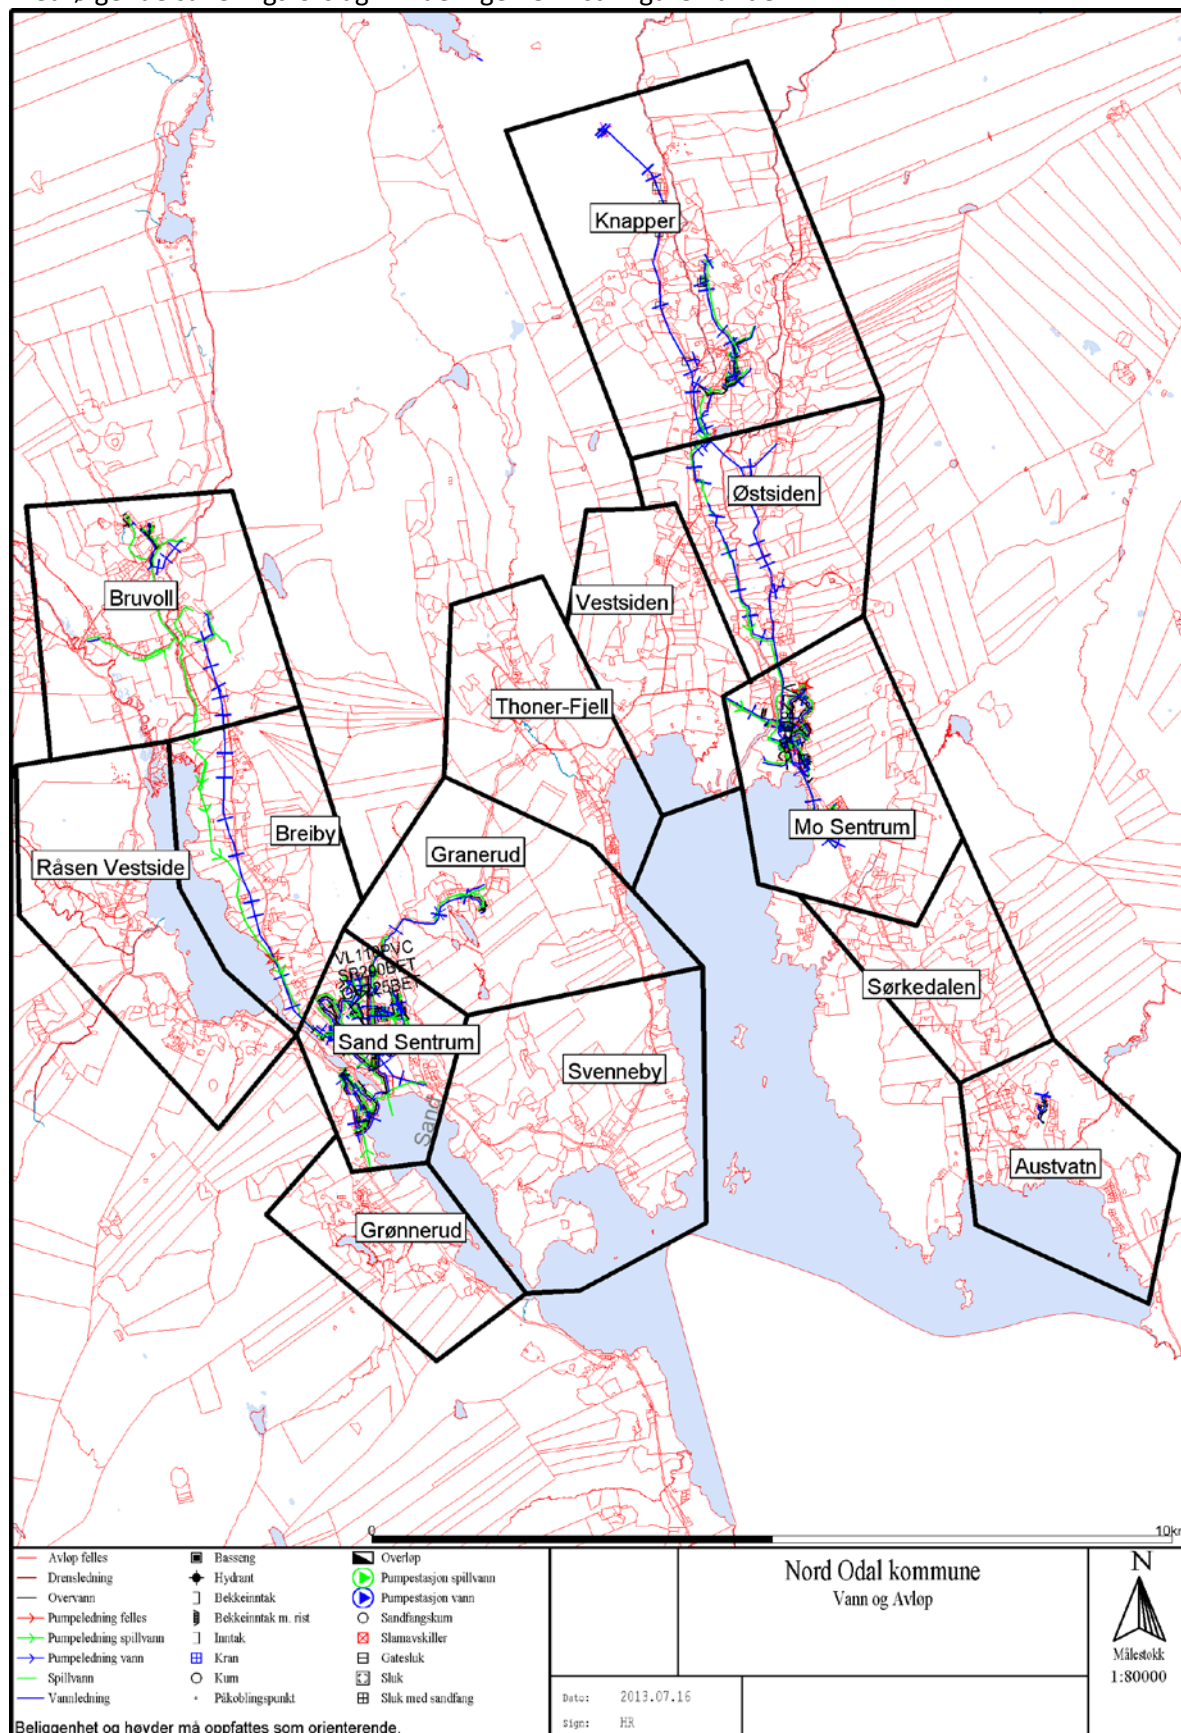 Knapper
Østsiden
Bruvoll
Vestsiden
Thoner-Fjell
Mo Sentrum
Breiby
Granerud
Råsen Vestside
VL110PVC
Sørkedalen
Sand Sentrum
Svenneby
Sand
Austvatn
Grønnerud
0
10km
Avløp felles
Drensledning
Overvann
Pumpeledning felles
Pumpeledning spillvann
Pumpeledning vann
Spillvann
Vannledning
Basseng
Hydrant
Bekkeinntak
Bekkeinntak m. rist
Inntak
Kran
Kum
Påkoblingspunkt
Overløp
Pumpestasjon spillvann
Pumpestasjon vann
Sandfangskum
Slamavskiller
Gatesluk
Sluk
Sluk med sandfang
Beliggenhet og høyder må oppfattes som orienterende.
Nord Odal kommune
Vann og Avløp
Dato: 2013.07.16
Sign: HR
N
Målestokk
1:80000